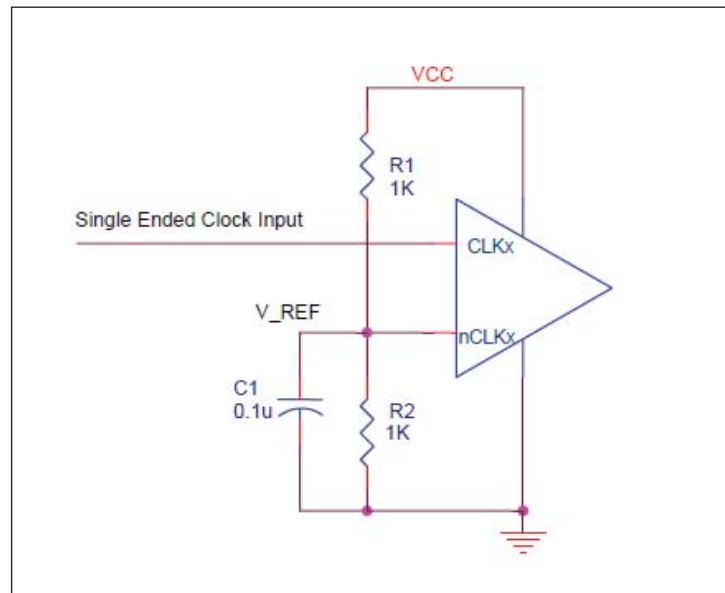 VCC
R1
1K
Single Ended Clock Input
CLKx
V_REF
nCLKx
C1
0.1u
R2
1K